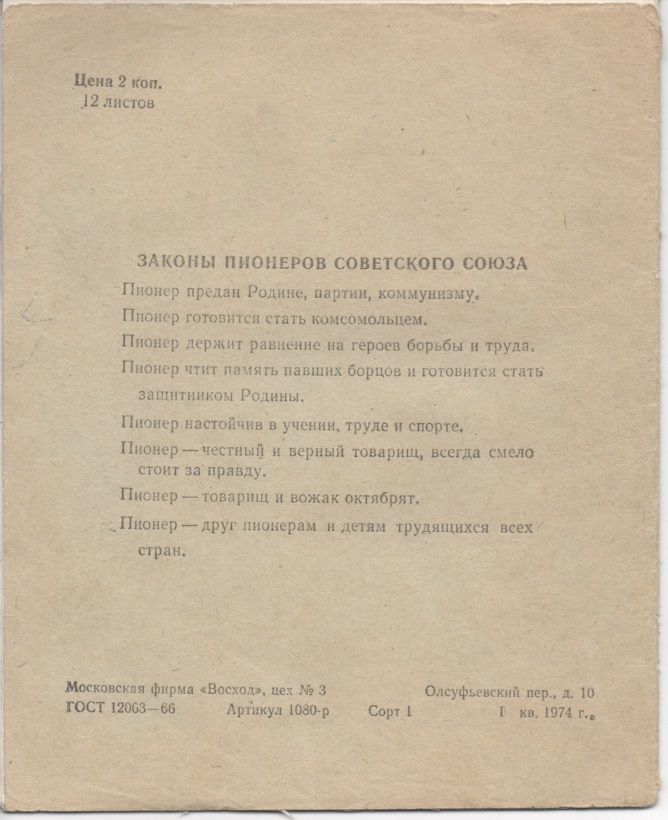 Цена 2 коп.
12 листов
ЗАКОНЫ ПИОНЕРОВ СОВЕТСКОГО СОЮЗА
Пионер предан Родине, партии, коммунизму.
Пионер готовится стать комсомольцем.
Пионер держит равнение на героев борьбы и труда.
Пионер чтит память павших борцов и готовится стать
защитником Родины.
Пионер настойчив в учении, труде и спорте.
Пионер — честный и верный товарищ, всегда смело
стоит за правду.
Пионер — товарищ и вожак октябрят.
Пионер — друг пионерам и детям трудящихся всех
стран.
Московская фирма «Восход», цех № 3 Олсуфьевский пер., д. 10
ГОСТ 12063—66 Артикул 1080-р Сорт 1 I кв. 1974 г.